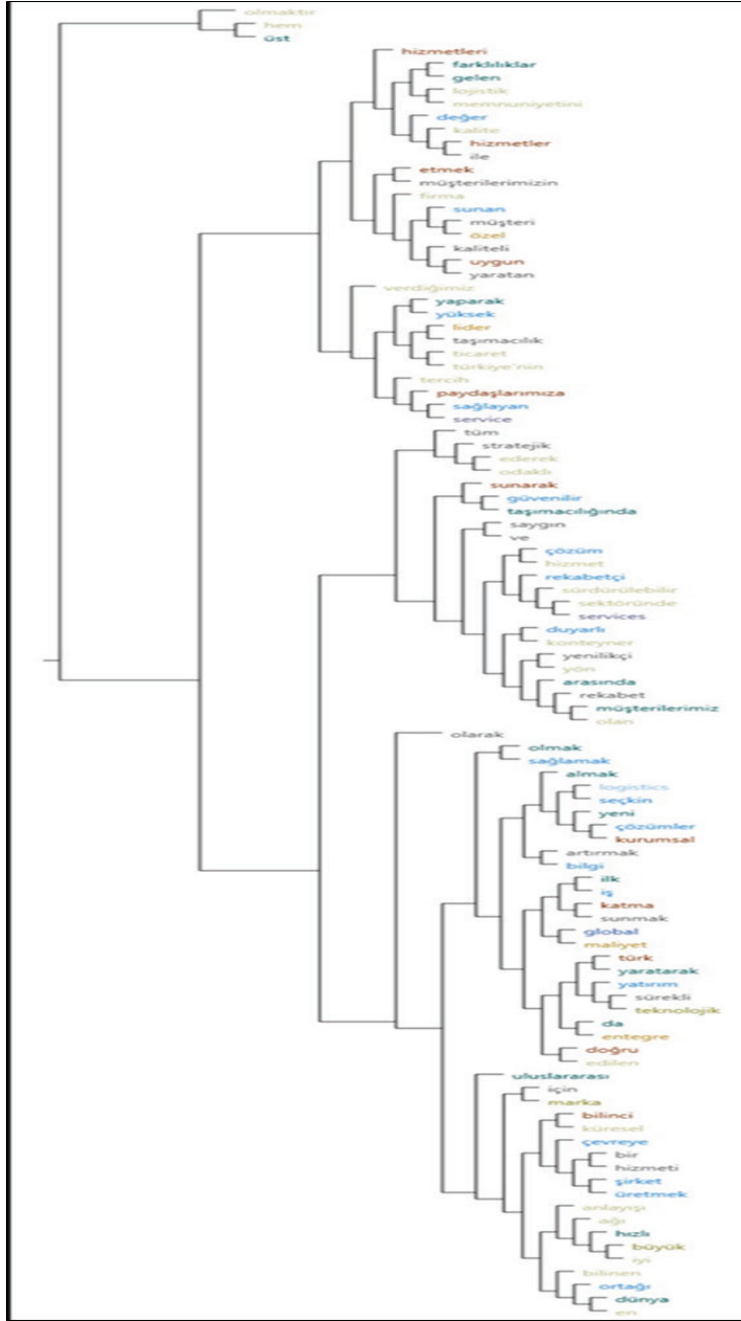 olmaktır
hem
üst
hizmetleri
farklılıklar
gelen
lojistik
memnuniyetini
değer
kalite
hizmetler
ile
etmek
müşterilerimizin
firma
sunan
müşteri
özel
kaliteli
uygun
yaratan
verdiğimiz
yaparak
yüksek
lider
taşımacılık
ticaret
türkiye'nin
tercih
paydaşlarımıza
sağlayan
service
tüm
stratejik
ederek
odaklı
sunarak
güvenilir
taşımacılığında
saygın
ve
çözüm
hizmet
rekabetçi
sürdürülebilir
sektöründe
services
duyarlı
konteyner
yenilikçi
yön
arasında
rekabet
müşterilerimiz
olan
olarak
olmak
sağlamak
almak
logistics
seçkin
yeni
çözümler
kurumsal
artırmak
bilgi
ilk
iş
katma
sunmak
global
maliyet
türk
yaratarak
yatırım
sürekli
teknolojik
da
entegre
doğru
edilen
uluslararası
için
marka
bilinci
küresel
çevreye
bir
hizmeti
şirket
üretmek
anlayışı
ağı
hızlı
büyük
iyi
bilinen
ortağı
dünya
en